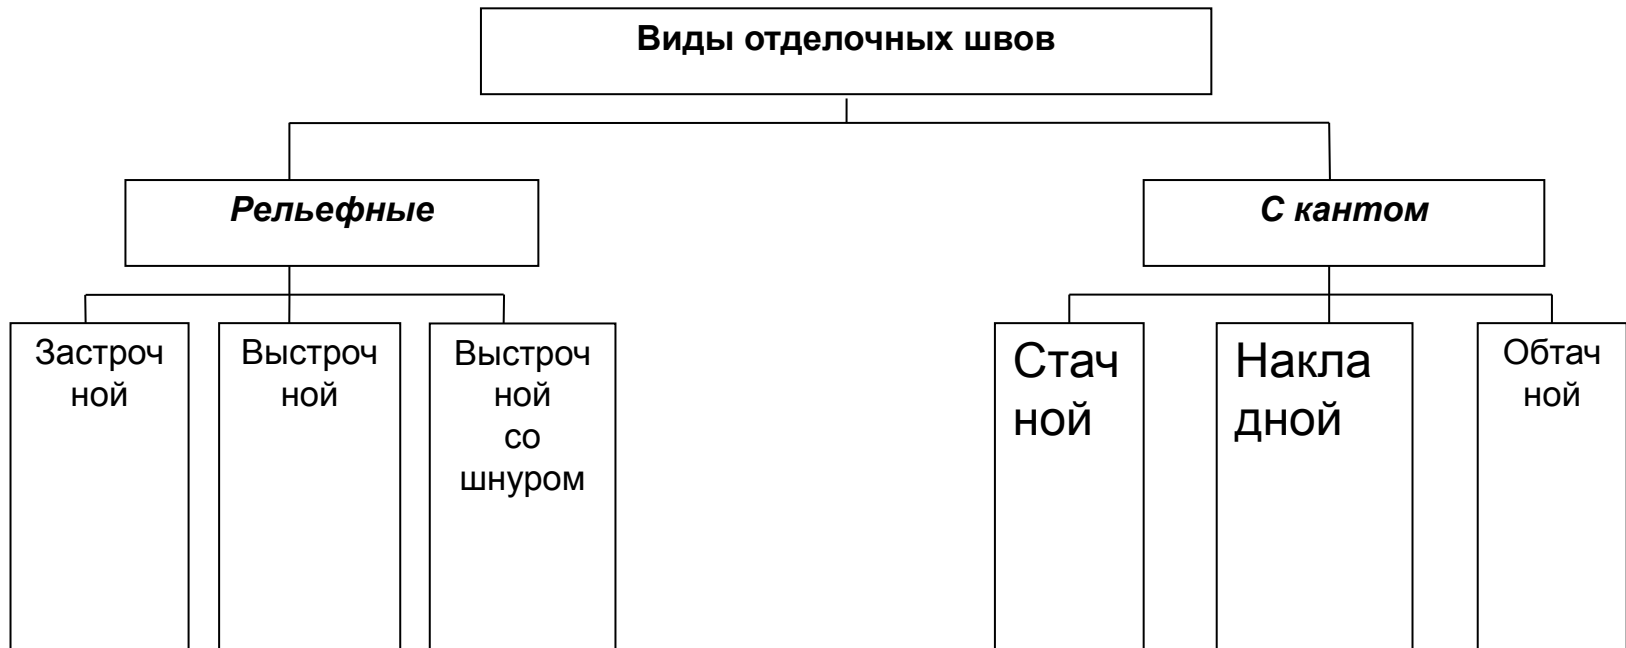 Виды отделочных швов
Рельефные
С кантом
Застроч
ной
Выстроч
ной
Выстроч
ной
со
шнуром
Стач
ной
Накла
дной
Обтач
ной